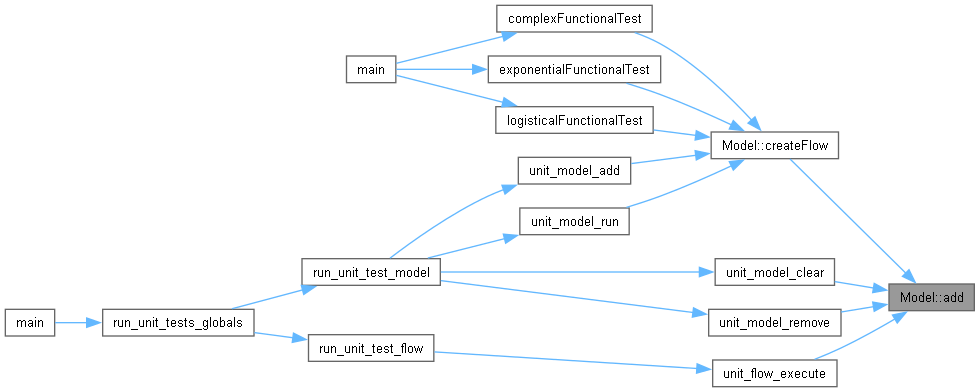 complexFunctionalTest
main
exponentialFunctionalTest
logisticalFunctionalTest
Model::createFlow
unit_model_add
unit_model_run
run_unit_test_model
unit_model_clear
Model::add
main
run_unit_tests_globals
unit_model_remove
run_unit_test_flow
unit_flow_execute